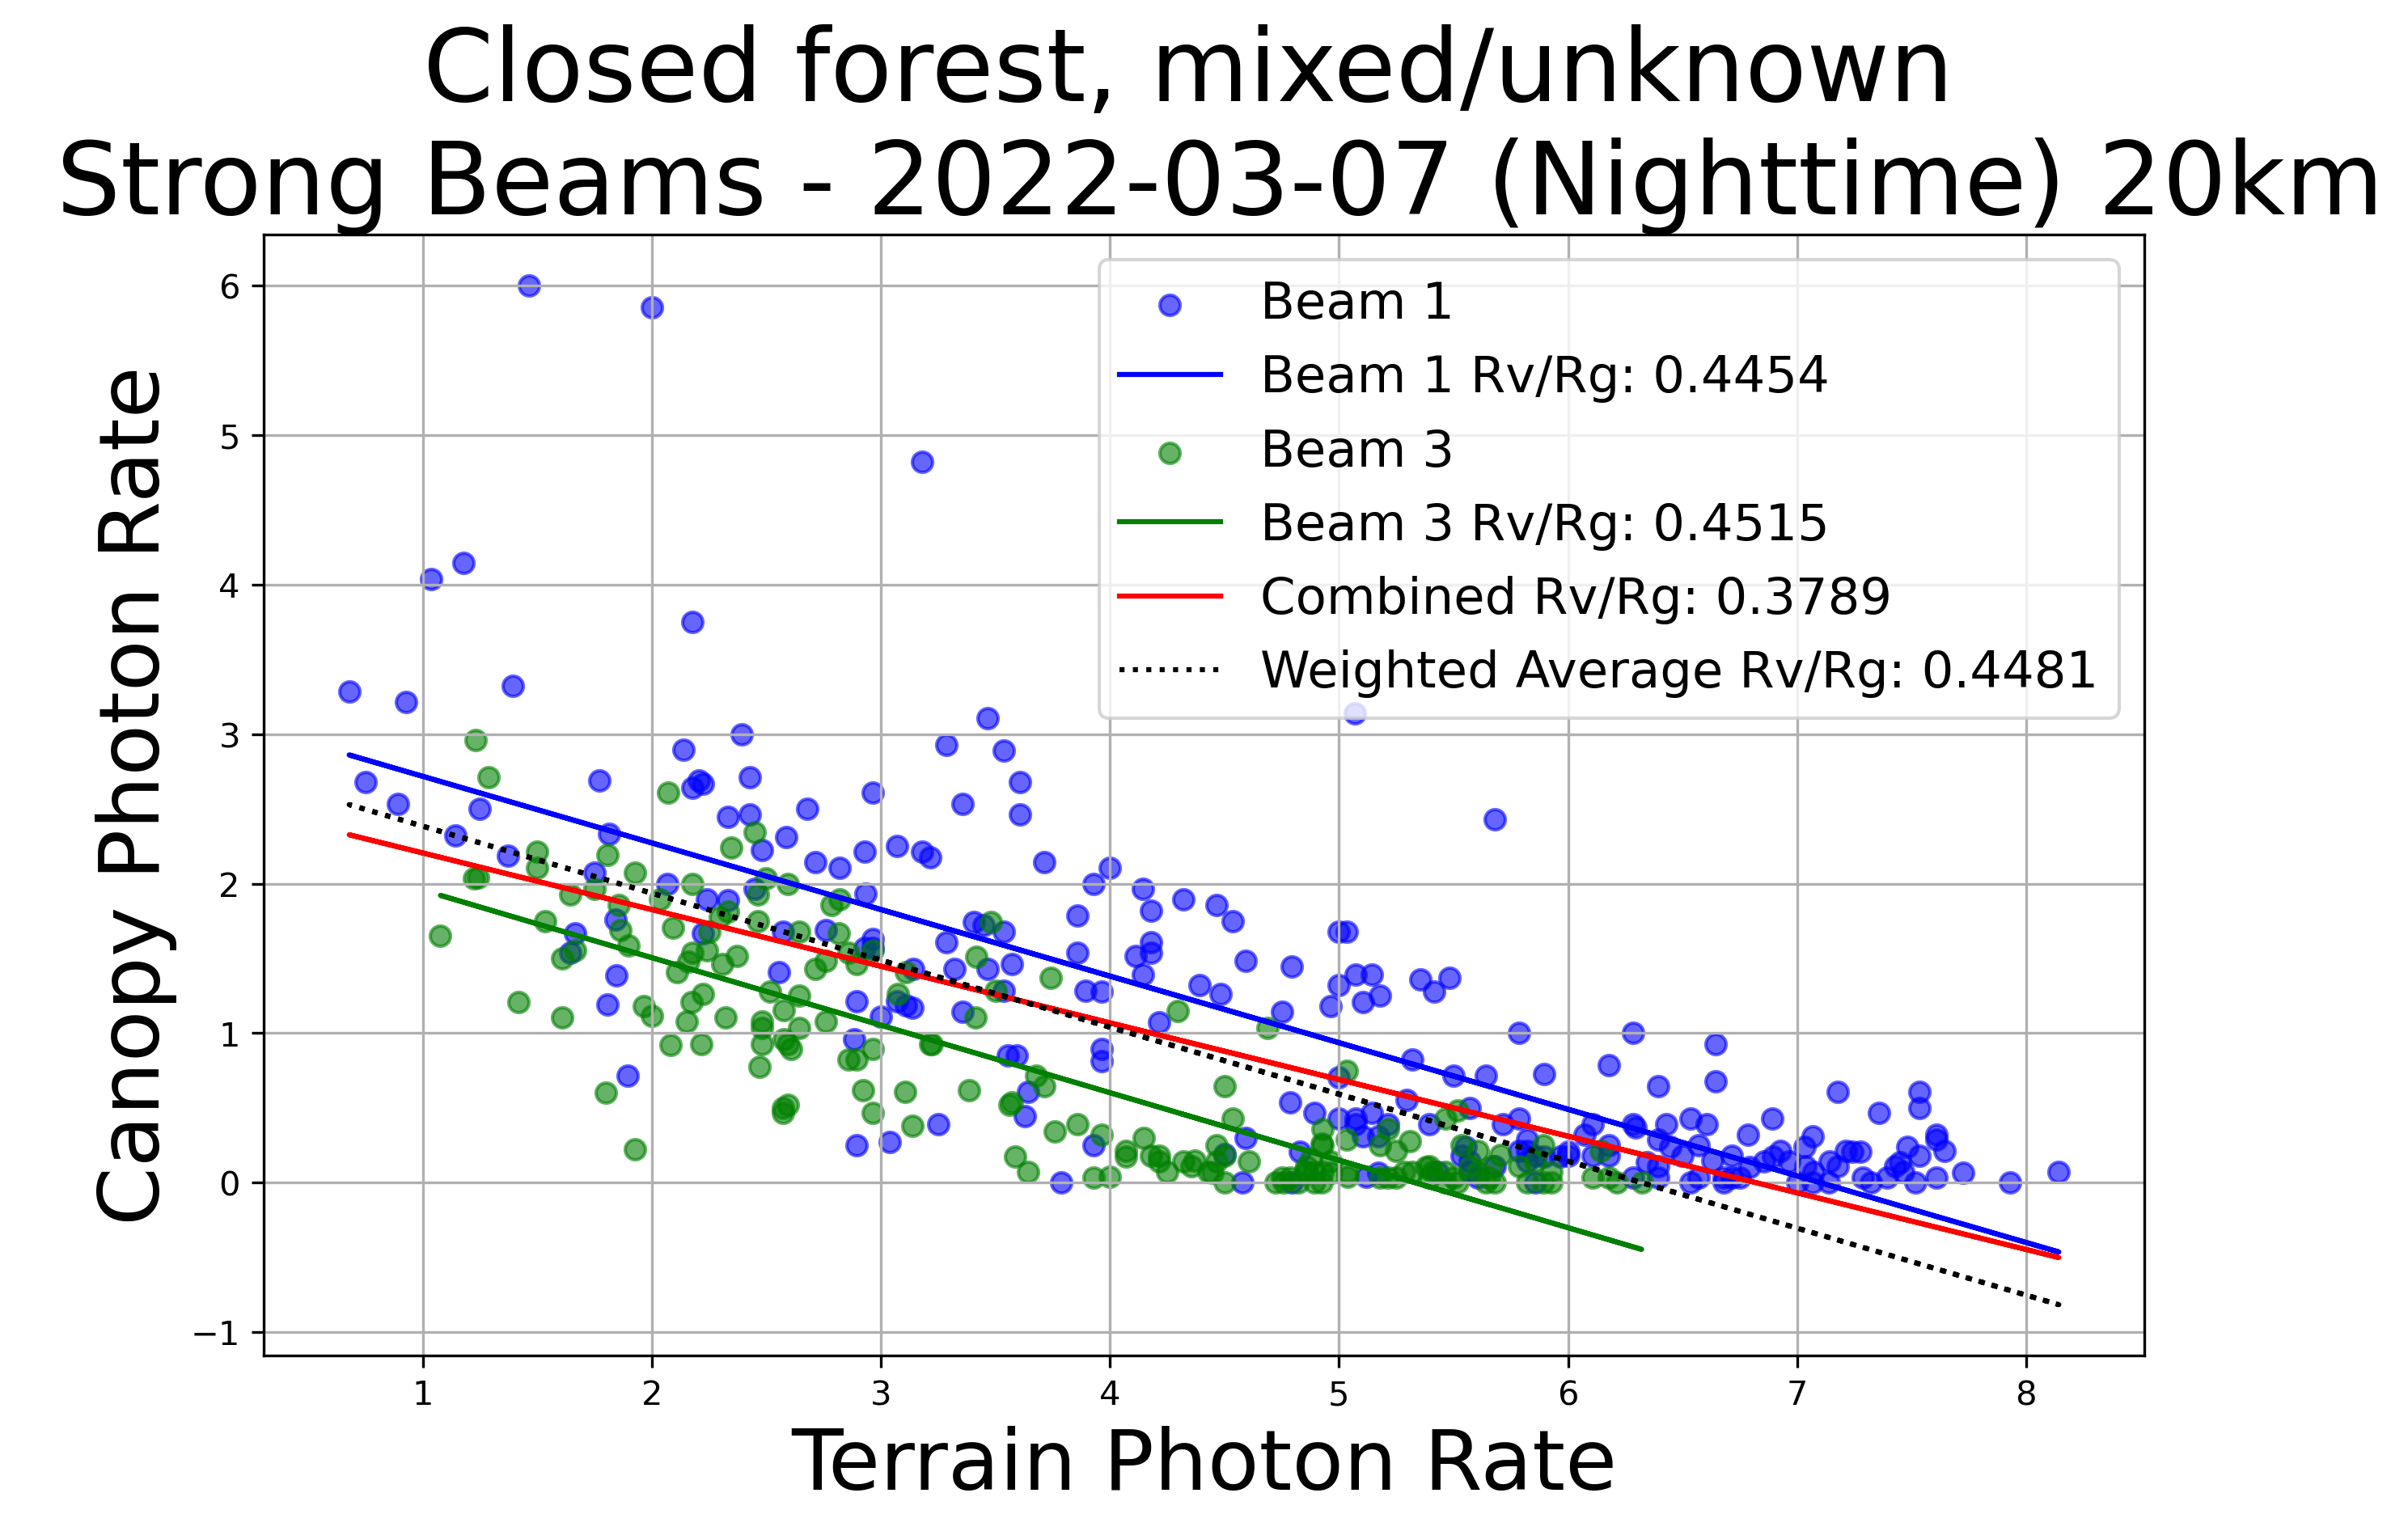 Closed forest, mixed/unknown
Strong Beams - 2022-03-07 (Nighttime) 20km
Beam 1
Beam 1 Rv/Rg: 0.4454
Beam 3
Beam 3 Rv/Rg: 0.4515
Combined Rv/Rg: 0.3789
Weighted Average Rv/Rg: 0.4481
Canopy Photon Rate
6
5
4
3
2
1
0
−1
1 2 3 4 5 6 7 8
Terrain Photon Rate